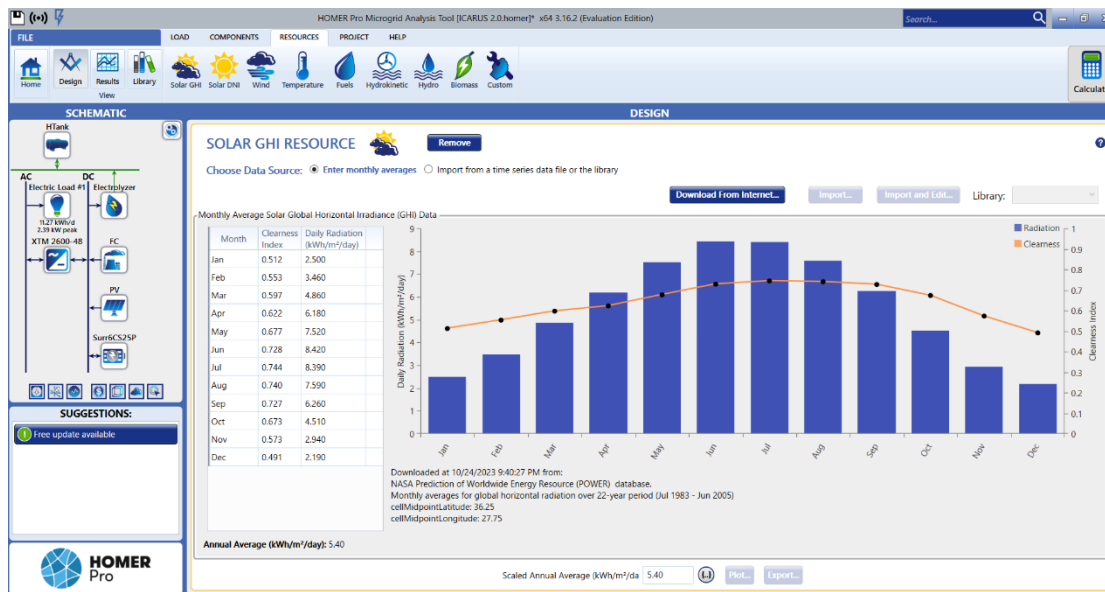 HOMER Pro Microgrid Analysis Tool [ICARUS 2.0.homer]* x64 3.16.2 (Evaluation Edition)
Search...
FILE
LOAD COMPONENTS RESOURCES PROJECT HELP
Home Design Results Library
View
Solar GHI Solar DNI Wind Temperature Fuels Hydrokinetic Hydro Biomass Custom
SCHEMATIC
DESIGN
HTank
AC DC
Electric Load #1 Electrolyzer
11.27 kWh/d
2.39 kW peak
XTM 2600-48 FC
PV
Surr6CS25P
SUGGESTIONS:
Free update available
HOMER
Pro
SOLAR GHI RESOURCE Remove
Choose Data Source: Enter monthly averages Import from a time series data file or the library
Download From Internet... Import... Import and Edit... Library:
Monthly Average Solar Global Horizontal Irradiance (GHI) Data
Month Clearness Index Daily Radiation (kWh/m²/day)
Jan 0.512 2.500
Feb 0.553 3.460
Mar 0.597 4.860
Apr 0.622 6.180
May 0.677 7.520
Jun 0.728 8.420
Jul 0.744 8.390
Aug 0.740 7.590
Sep 0.727 6.260
Oct 0.673 4.510
Nov 0.573 2.940
Dec 0.491 2.190
Daily Radiation (kWh/m²/day)
9
8
7
6
5
4
3
2
1
0
Jan Feb Mar Apr May Jun Jul Aug Sep Oct Nov Dec
1
0.9
0.8
0.7
0.6
0.5
0.4
0.3
0.2
0.1
0
Clearness Index
Radiation
Clearness
Downloaded at 10/24/2023 9:40:27 PM from:
NASA Prediction of Worldwide Energy Resource (POWER) database.
Monthly averages for global horizontal radiation over 22-year period (Jul 1983 - Jun 2005)
cellMidpointLatitude: 36.25
cellMidpointLongitude: 27.75
Annual Average (kWh/m²/day): 5.40
Scaled Annual Average (kWh/m²/da 5.40 Plot... Export...
Calculat